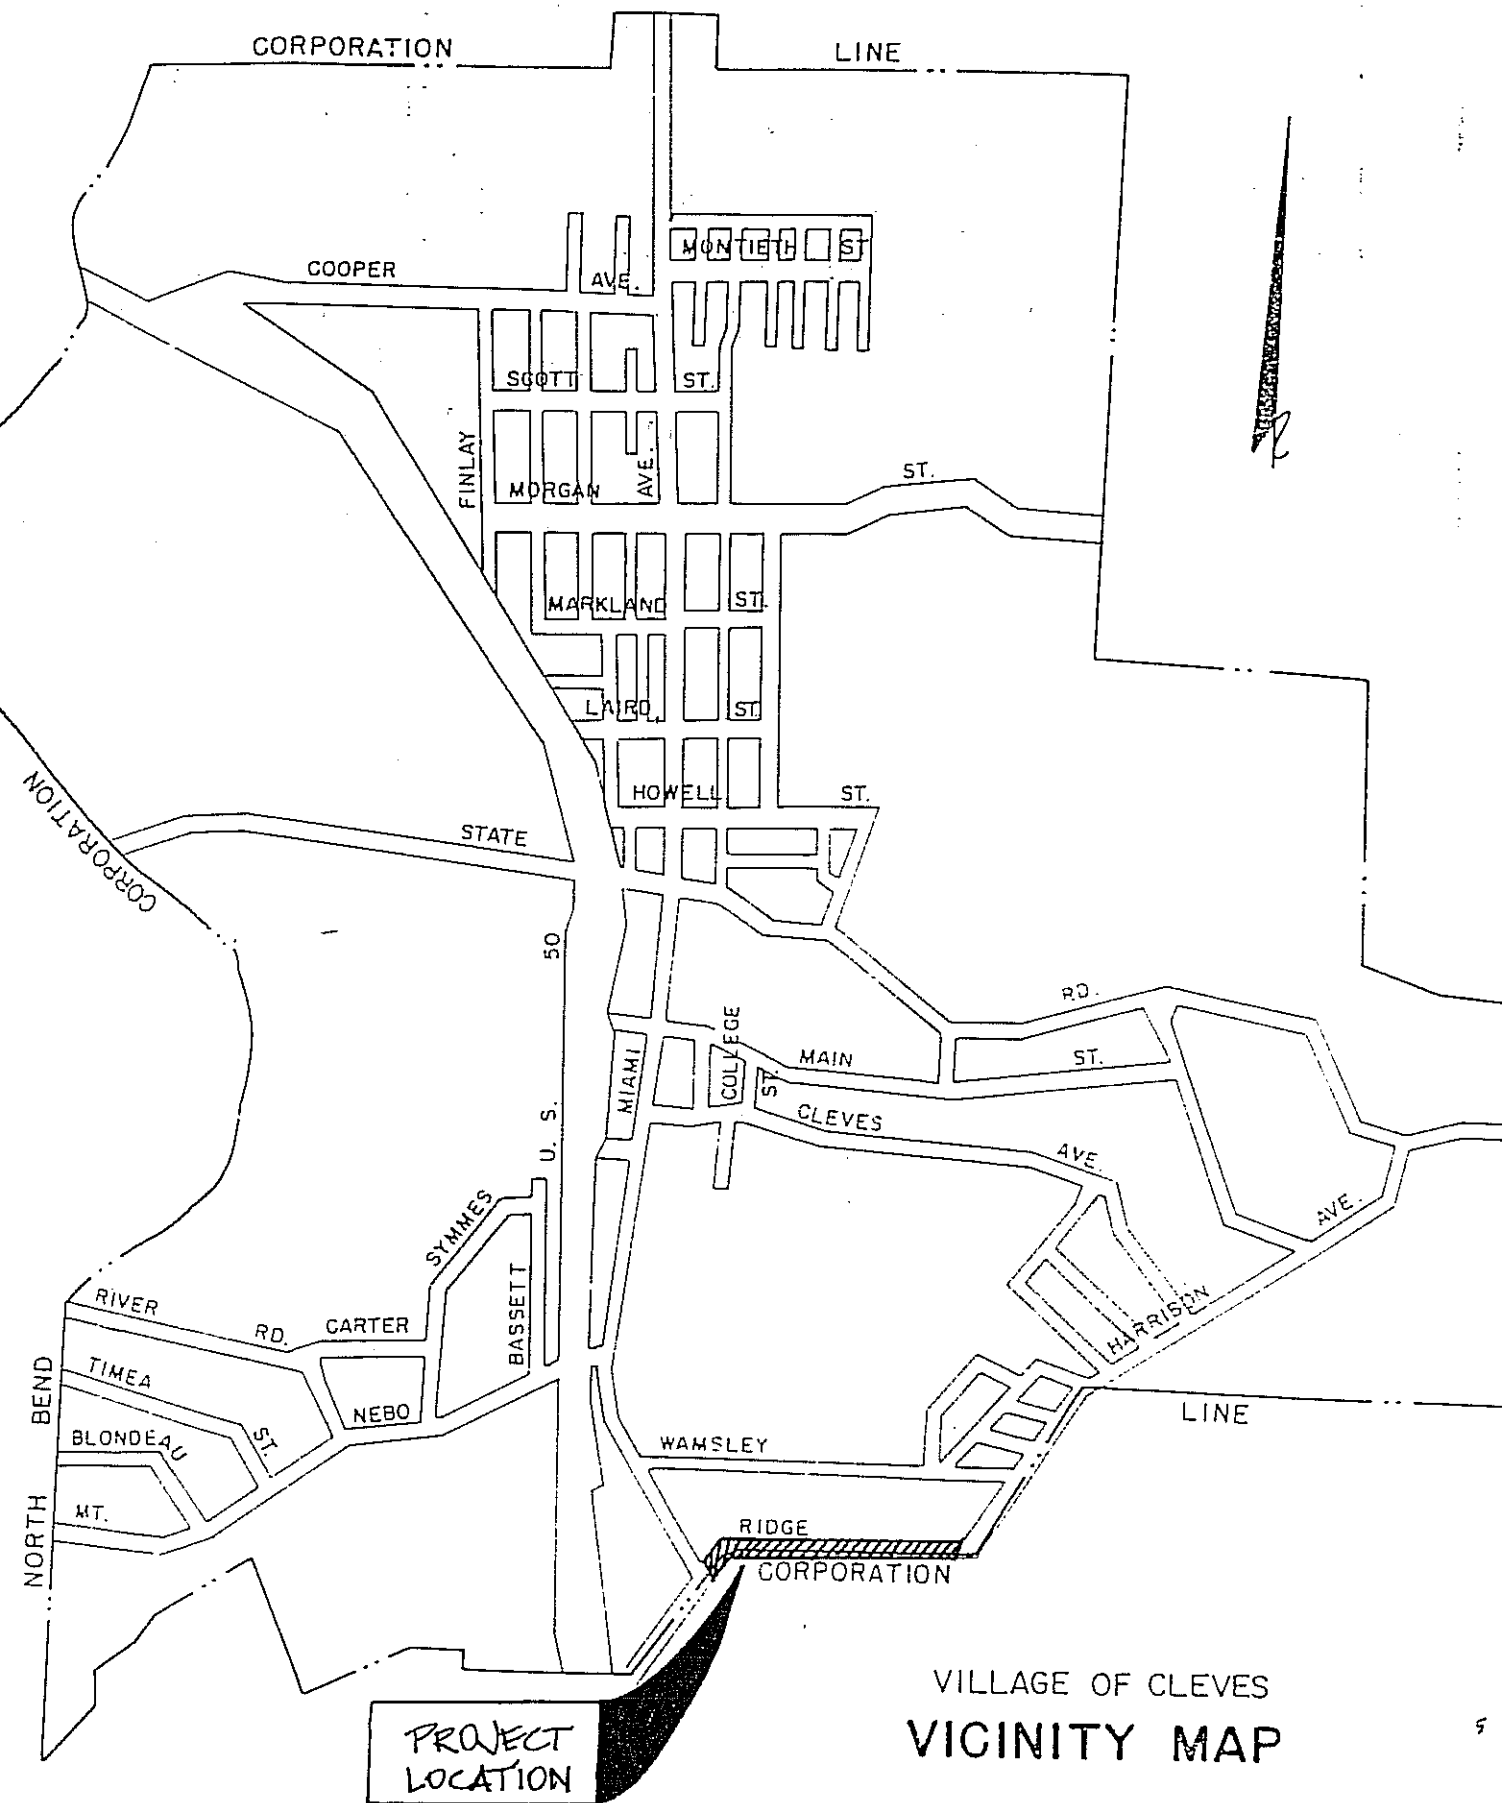 CORPORATION
LINE
MONTIETH ST
COOPER
AVE.
SCOTT
ST.
FINLAY
AVE.
MORGAN
ST.
MARKLAND
ST.
LAIRD
ST.
HOWELL
ST.
CORPORATION
STATE
U. S. 50
RD.
COLLEGE
ST.
MAIN
ST.
MIAMI
CLEVES
AVE.
SYMMES
AVE.
BASSETT
RIVER
RD.
CARTER
HARRISON
TIMEA
ST.
NEBO
LINE
NORTH BEND
BLONDEAU
WAMSLEY
MT.
RIDGE
CORPORATION
VILLAGE OF CLEVES
VICINITY MAP
PROJECT
LOCATION